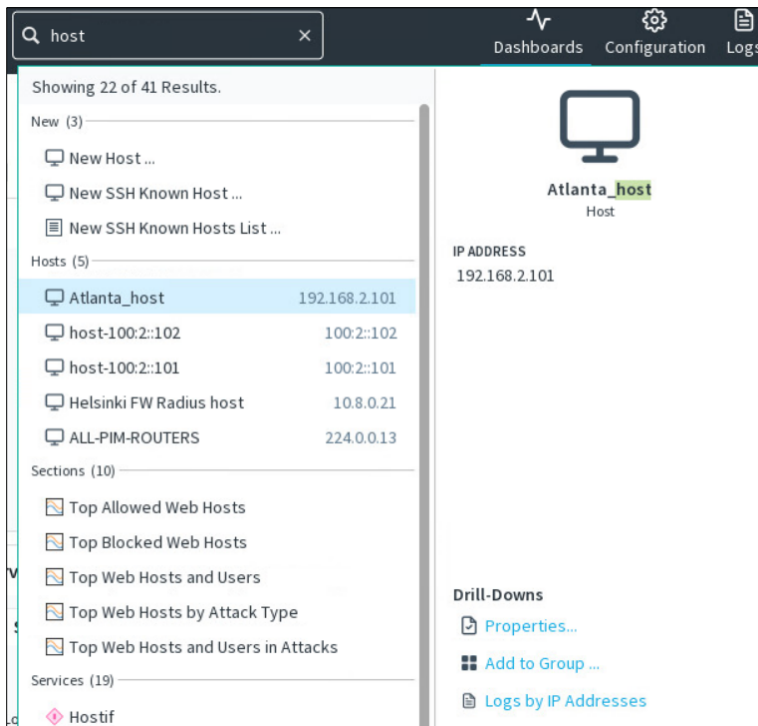 host
Dashboards Configuration Logs
Showing 22 of 41 Results.
New (3)
New Host ...
New SSH Known Host ...
New SSH Known Hosts List ...
Hosts (5)
Atlanta_host 192.168.2.101
host-100:2::102 100:2::102
host-100:2::101 100:2::101
Helsinki FW Radius host 10.8.0.21
ALL-PIM-ROUTERS 224.0.0.13
Sections (10)
Top Allowed Web Hosts
Top Blocked Web Hosts
Top Web Hosts and Users
Top Web Hosts by Attack Type
Top Web Hosts and Users in Attacks
Services (19)
Hostif
Atlanta_host
Host
IP ADDRESS
192.168.2.101
Drill-Downs
Properties...
Add to Group ...
Logs by IP Addresses